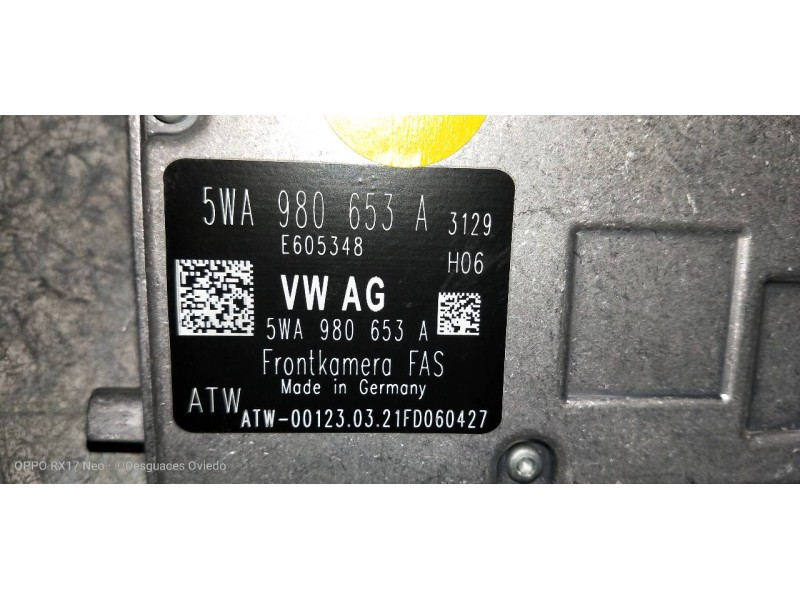 5WA 980 653 A 3129
E605348
H06
VW AG
5WA 980 653 A
Frontkamera FAS
Made in Germany
ATW
ATW-00123.03.21FD060427
OPPO RX17 Neo · ©Desguaces Oviedo